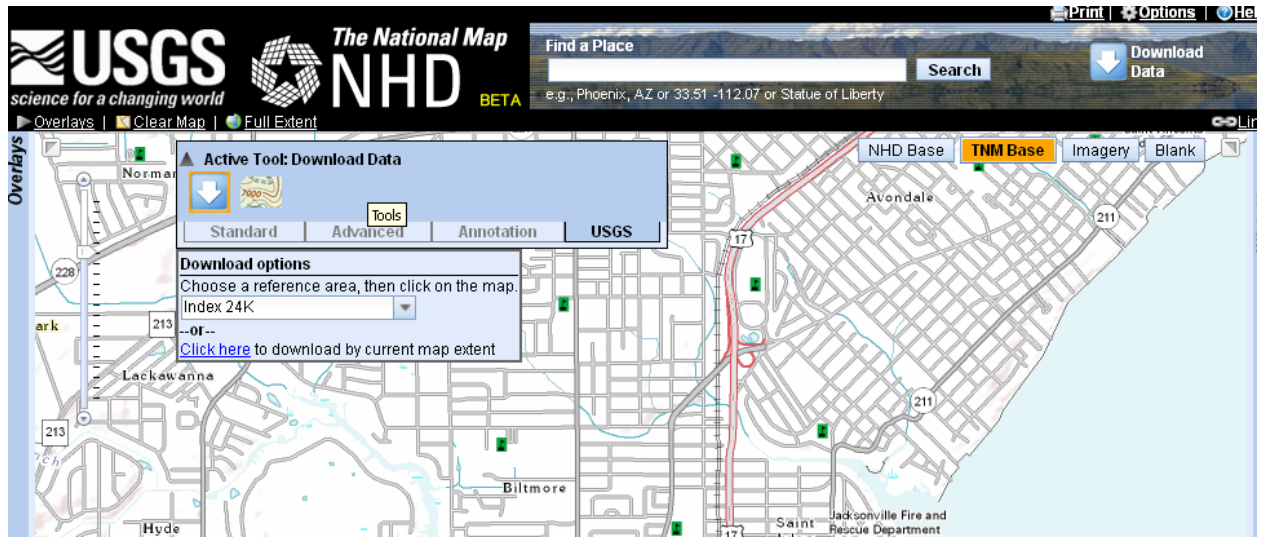 Print | Options |
USGS
science for a changing world
The National Map
NHD BETA
Find a Place
Search
e.g., Phoenix, AZ or 33.51 -112.07 or Statue of Liberty
Download
Data
Overlays | Clear Map | Full Extent
Overlays
Active Tool: Download Data
7000
Tools
Standard Advanced Annotation USGS
Download options
Choose a reference area, then click on the map.
Index 24K
--or--
Click here to download by current map extent
NHD Base TNM Base Imagery Blank
Avondale
211
17
228
213
Lackawanna
211
213
Biltmore
Hyde
17
Saint
Jacksonville Fire and
Rescue Department